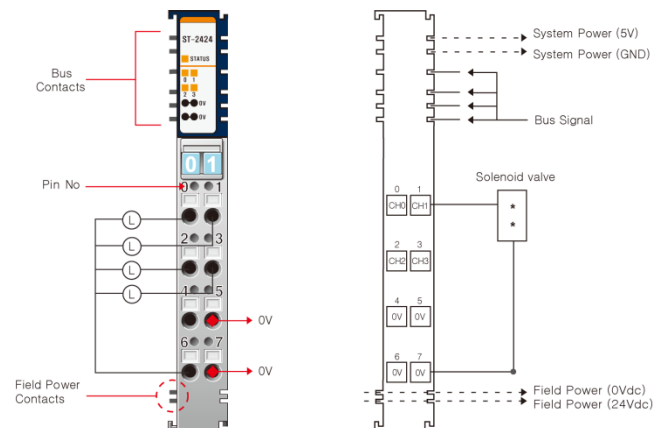 ST-2424
STATUS
0 1
2 3
0V
0V
Bus
Contacts
0 1
Pin No
0 1
L
L
2 3
L
L
4 5
0V
6 7
0V
Field Power
Contacts
System Power (5V)
System Power (GND)
Bus Signal
Solenoid valve
0 1
CH0 CH1
* 
*
2 3
CH2 CH3
4 5
0V 0V
6 7
0V 0V
Field Power (0Vdc)
Field Power (24Vdc)